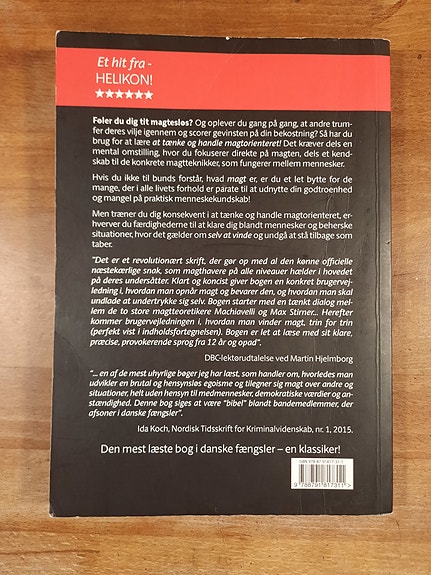 Et hit fra -
HELIKON!
★★★★★★
Føler du dig tit magtesløs? Og oplever du gang på gang, at andre trum-
fer deres vilje igennem og scorer gevinsten på din bekostning? Så har du
brug for at lære at tænke og handle magtorienteret! Det kræver dels en
mental omstilling, hvor du fokuserer direkte på magten, dels et kend-
skab til de konkrete magtteknikker, som fungerer mellem mennesker.
Hvis du ikke til bunds forstår, hvad magt er, er du et let bytte for de
mange, der i alle livets forhold er parate til at udnytte din godtroenhed
og mangel på praktisk menneskekundskab!
Men træner du dig konsekvent i at tænke og handle magtorienteret, er-
hverver du færdighederne til at klare dig blandt mennesker og beherske
situationer, hvor det gælder om selv at vinde og undgå at stå tilbage som
taber.
"Det er et revolutionært skrift, der gør op med al den kønne officielle
næstekærlige snak, som magthavere på alle niveauer hælder i hovedet
på deres undersåtter. Klart og koncist giver bogen en konkret brugervej-
ledning i, hvordan man opnår magt og bevarer den, og hvordan man skal
undlade at undertrykke sig selv. Bogen starter med en tænkt dialog mel-
lem de to store magtteoretikere Machiavelli og Max Stirner... Herefter
kommer brugervejledningen i, hvordan man vinder magt, trin for trin
(perfekt vist i indholdsfortegnelsen). Bogen er let at læse med sit klare,
præcise, provokerende sprog fra 12 år og opad".
DBC-lektørudtalelse ved Martin Hjelmborg
"... en af de mest uhyrlige bøger jeg har læst, som handler om, hvorledes man
udvikler en brutal og hensynsløs egoisme og tilegner sig magt over andre og
situationer, helt uden hensyn til medmennesker, demokratiske værdier og an-
stændighed. Denne bog siges at være "bibel" blandt bandemedlemmer, der
afsoner i danske fængsler".
Ida Koch, Nordisk Tidsskrift for Kriminalvidenskab, nr. 1, 2015.
Den mest læste bog i danske fængsler – en klassiker!
ISBN 978-87-91817-31-1
9 788791 817311 >